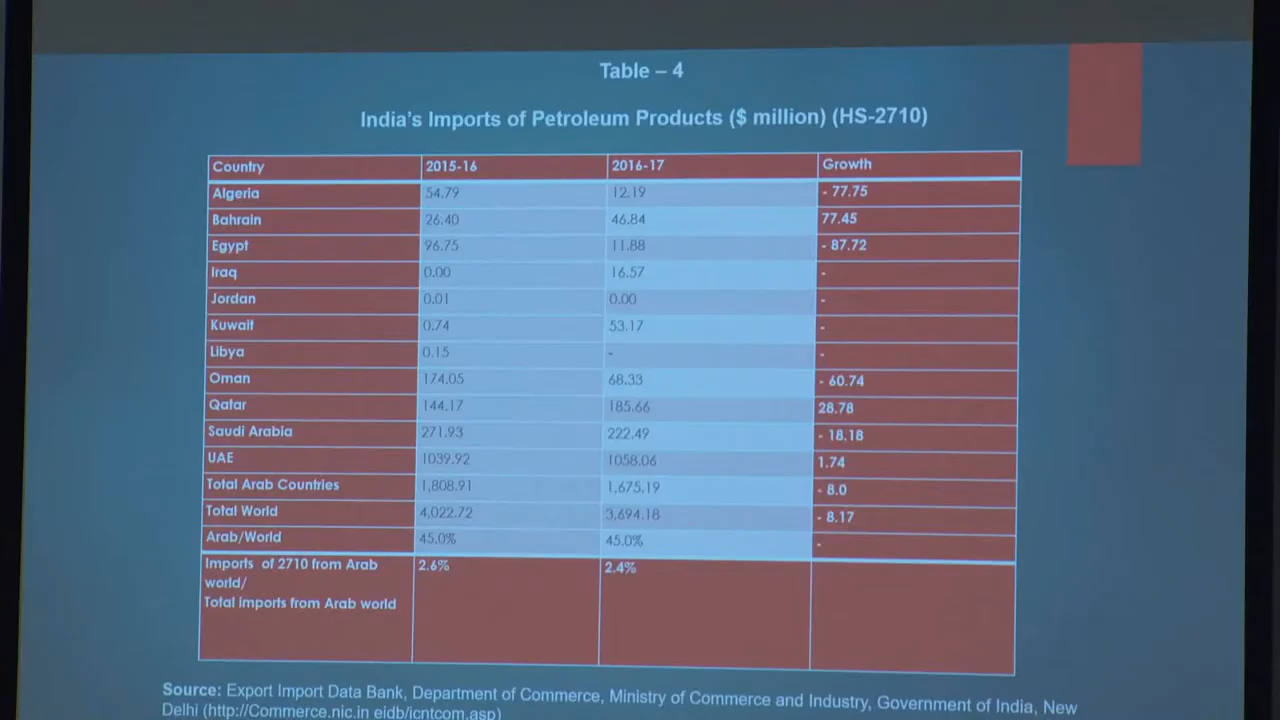 Table – 4
India's Imports of Petroleum Products ($ million) (HS-2710)
Country 2015-16 2016-17 Growth
Algeria 54.79 12.19 - 77.75
Bahrain 26.40 46.84 77.45
Egypt 96.75 11.88 - 87.72
Iraq 0.00 16.57 -
Jordan 0.01 0.00 -
Kuwait 0.74 53.17 -
Libya 0.15 - -
Oman 174.05 68.33 - 60.74
Qatar 144.17 185.66 28.78
Saudi Arabia 271.93 222.49 - 18.18
UAE 1039.92 1058.06 1.74
Total Arab Countries 1,808.91 1,675.19 - 8.0
Total World 4,022.72 3,694.18 - 8.17
Arab/World 45.0% 45.0% -
Imports of 2710 from Arab 2.6% 2.4%
world/
Total imports from Arab world
Source: Export Import Data Bank, Department of Commerce, Ministry of Commerce and Industry, Government of India, New
Delhi (http://Commerce.nic.in eidb/icntcom.asp)